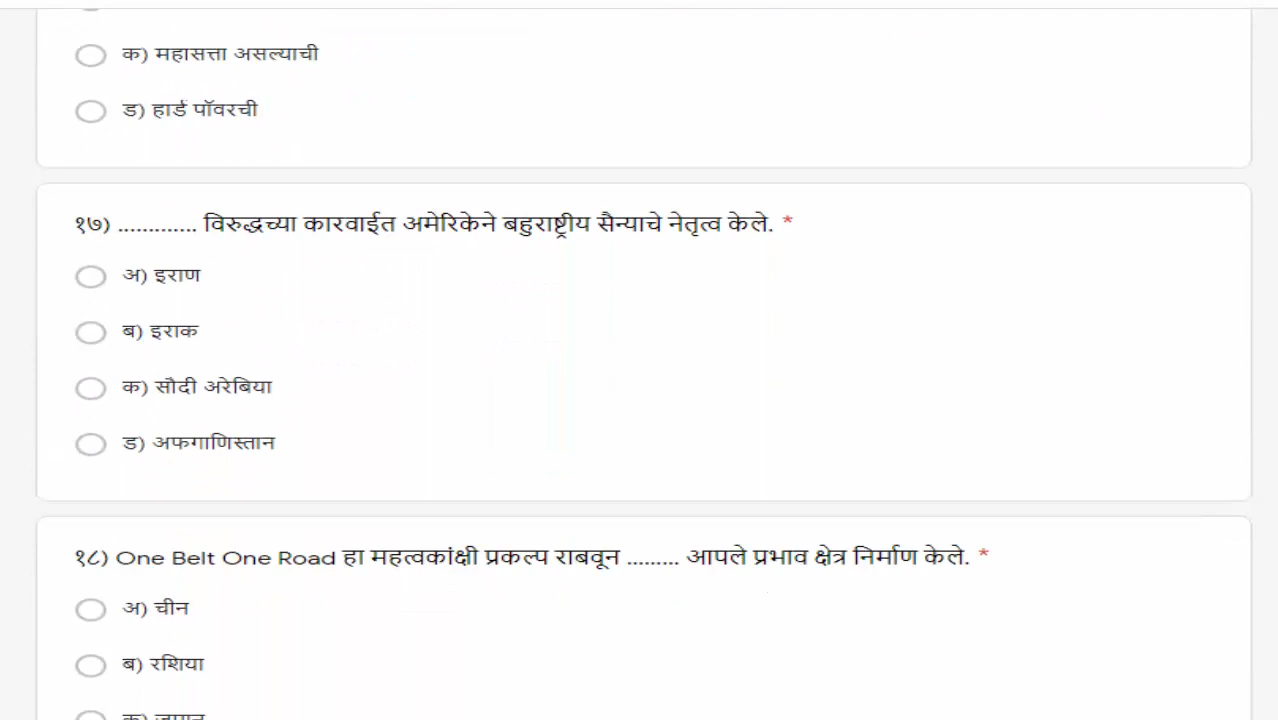 क) महासत्ता असल्याची
ड) हार्ड पॉवरची
१७) ............. विरुद्धच्या कारवाईत अमेरिकेने बहुराष्ट्रीय सैन्याचे नेतृत्व केले. *
अ) इराण
ब) इराक
क) सौदी अरेबिया
ड) अफगाणिस्तान
१८) One Belt One Road हा महत्वकांक्षी प्रकल्प राबवून ......... आपले प्रभाव क्षेत्र निर्माण केले. *
अ) चीन
ब) रशिया